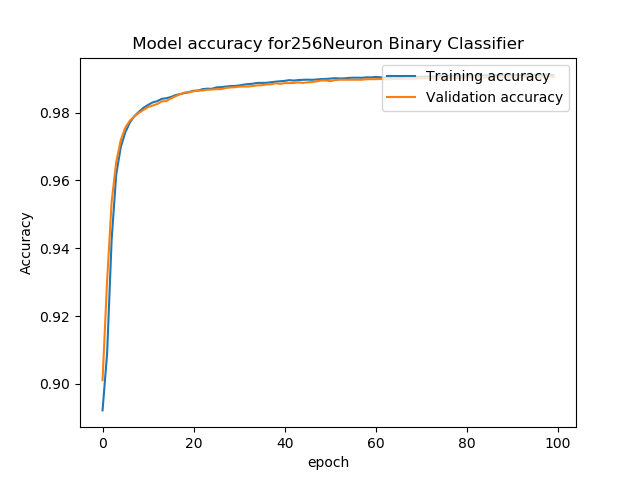 Model accuracy for256Neuron Binary Classifier
Training accuracy
Validation accuracy
0.98
0.96
0.94
0.92
0.90
Accuracy
0 20 40 60 80 100
epoch